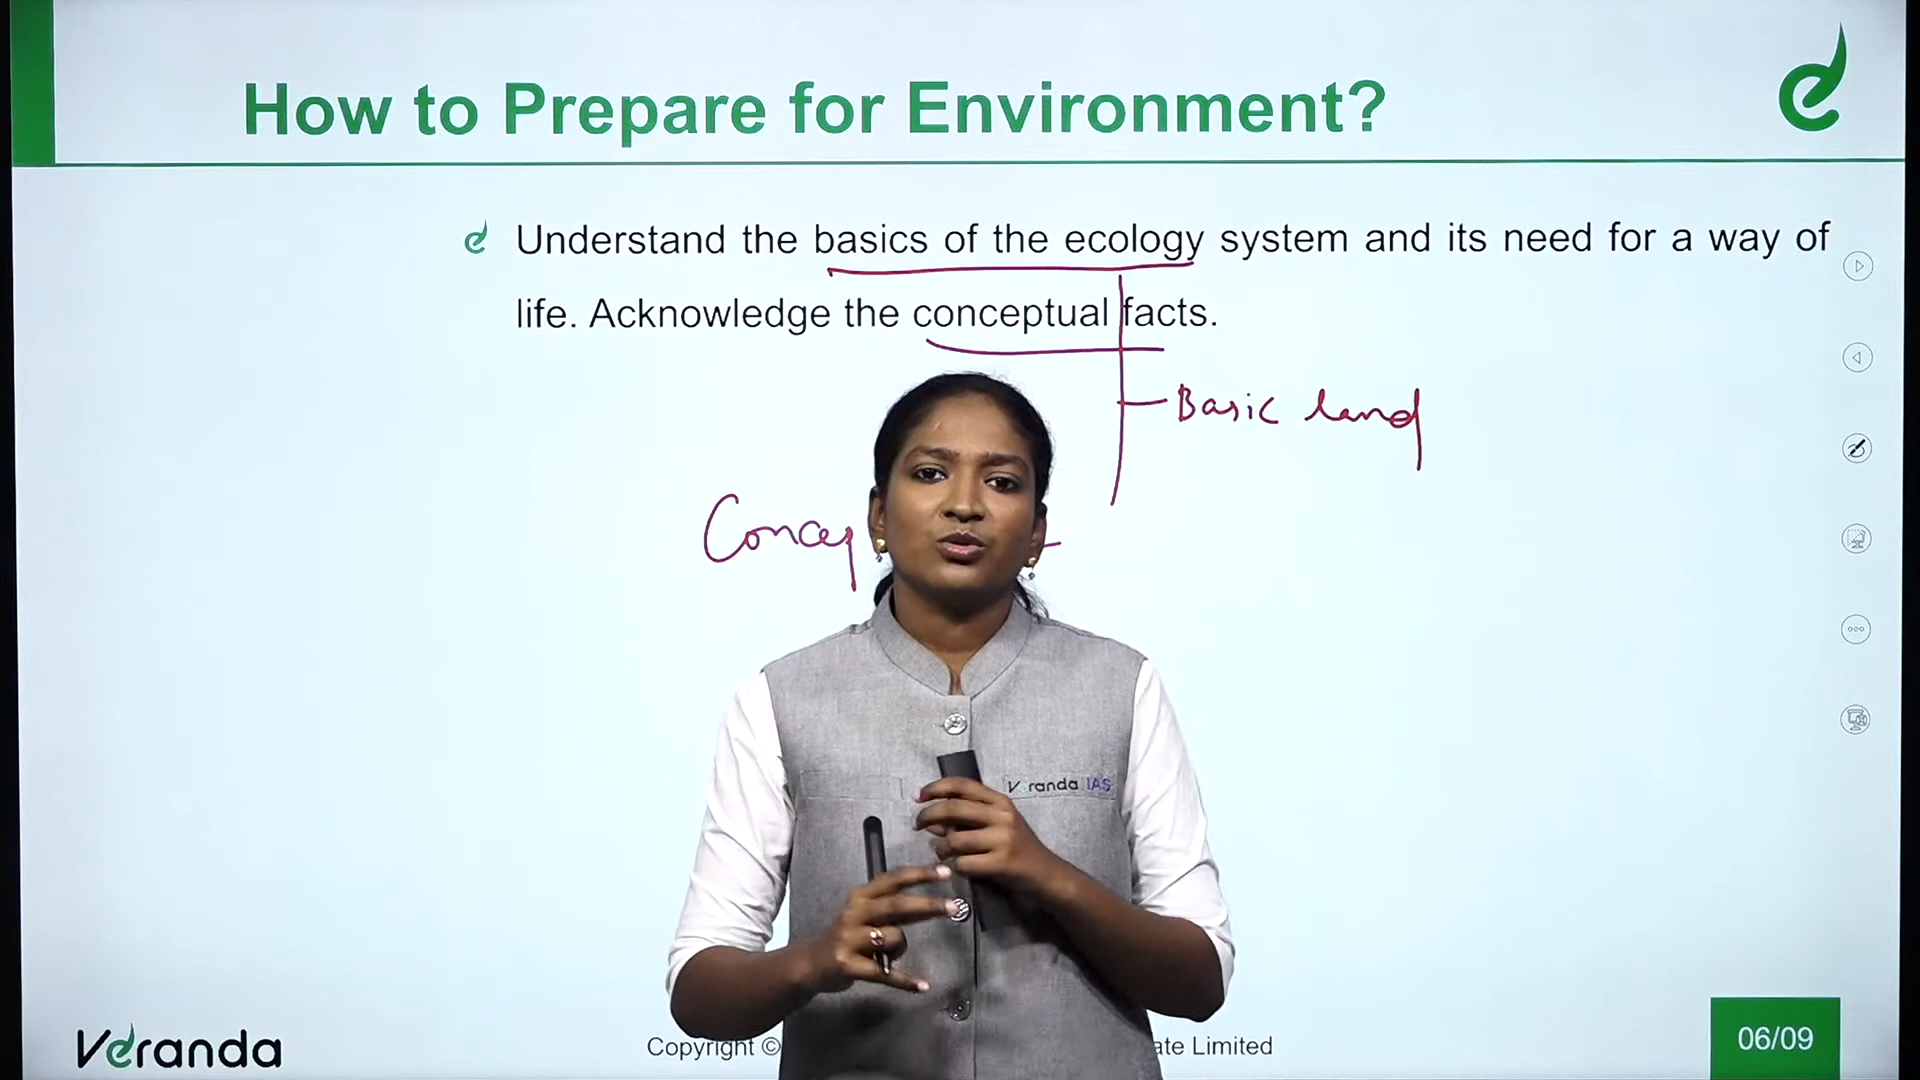 How to Prepare for Environment?
Understand the basics of the ecology system and its need for a way of
life. Acknowledge the conceptual facts.
Basic land
Concep
Veranda IAS
Veranda
Copyright ©
ate Limited
06/09